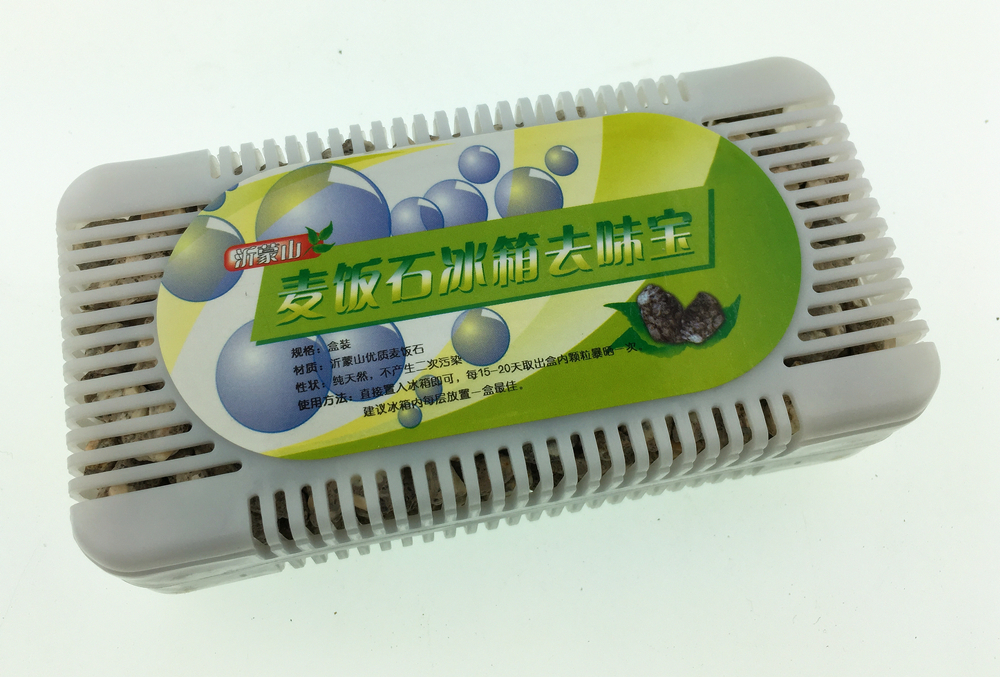 沂蒙山
麦饭石冰箱去味宝
规格：盒装
材质：沂蒙山优质麦饭石
性状：纯天然，不产生二次污染
使用方法：直接置入冰箱即可，每15-20天取出盒内颗粒暴晒一次。
建议冰箱内每层放置一盒最佳。